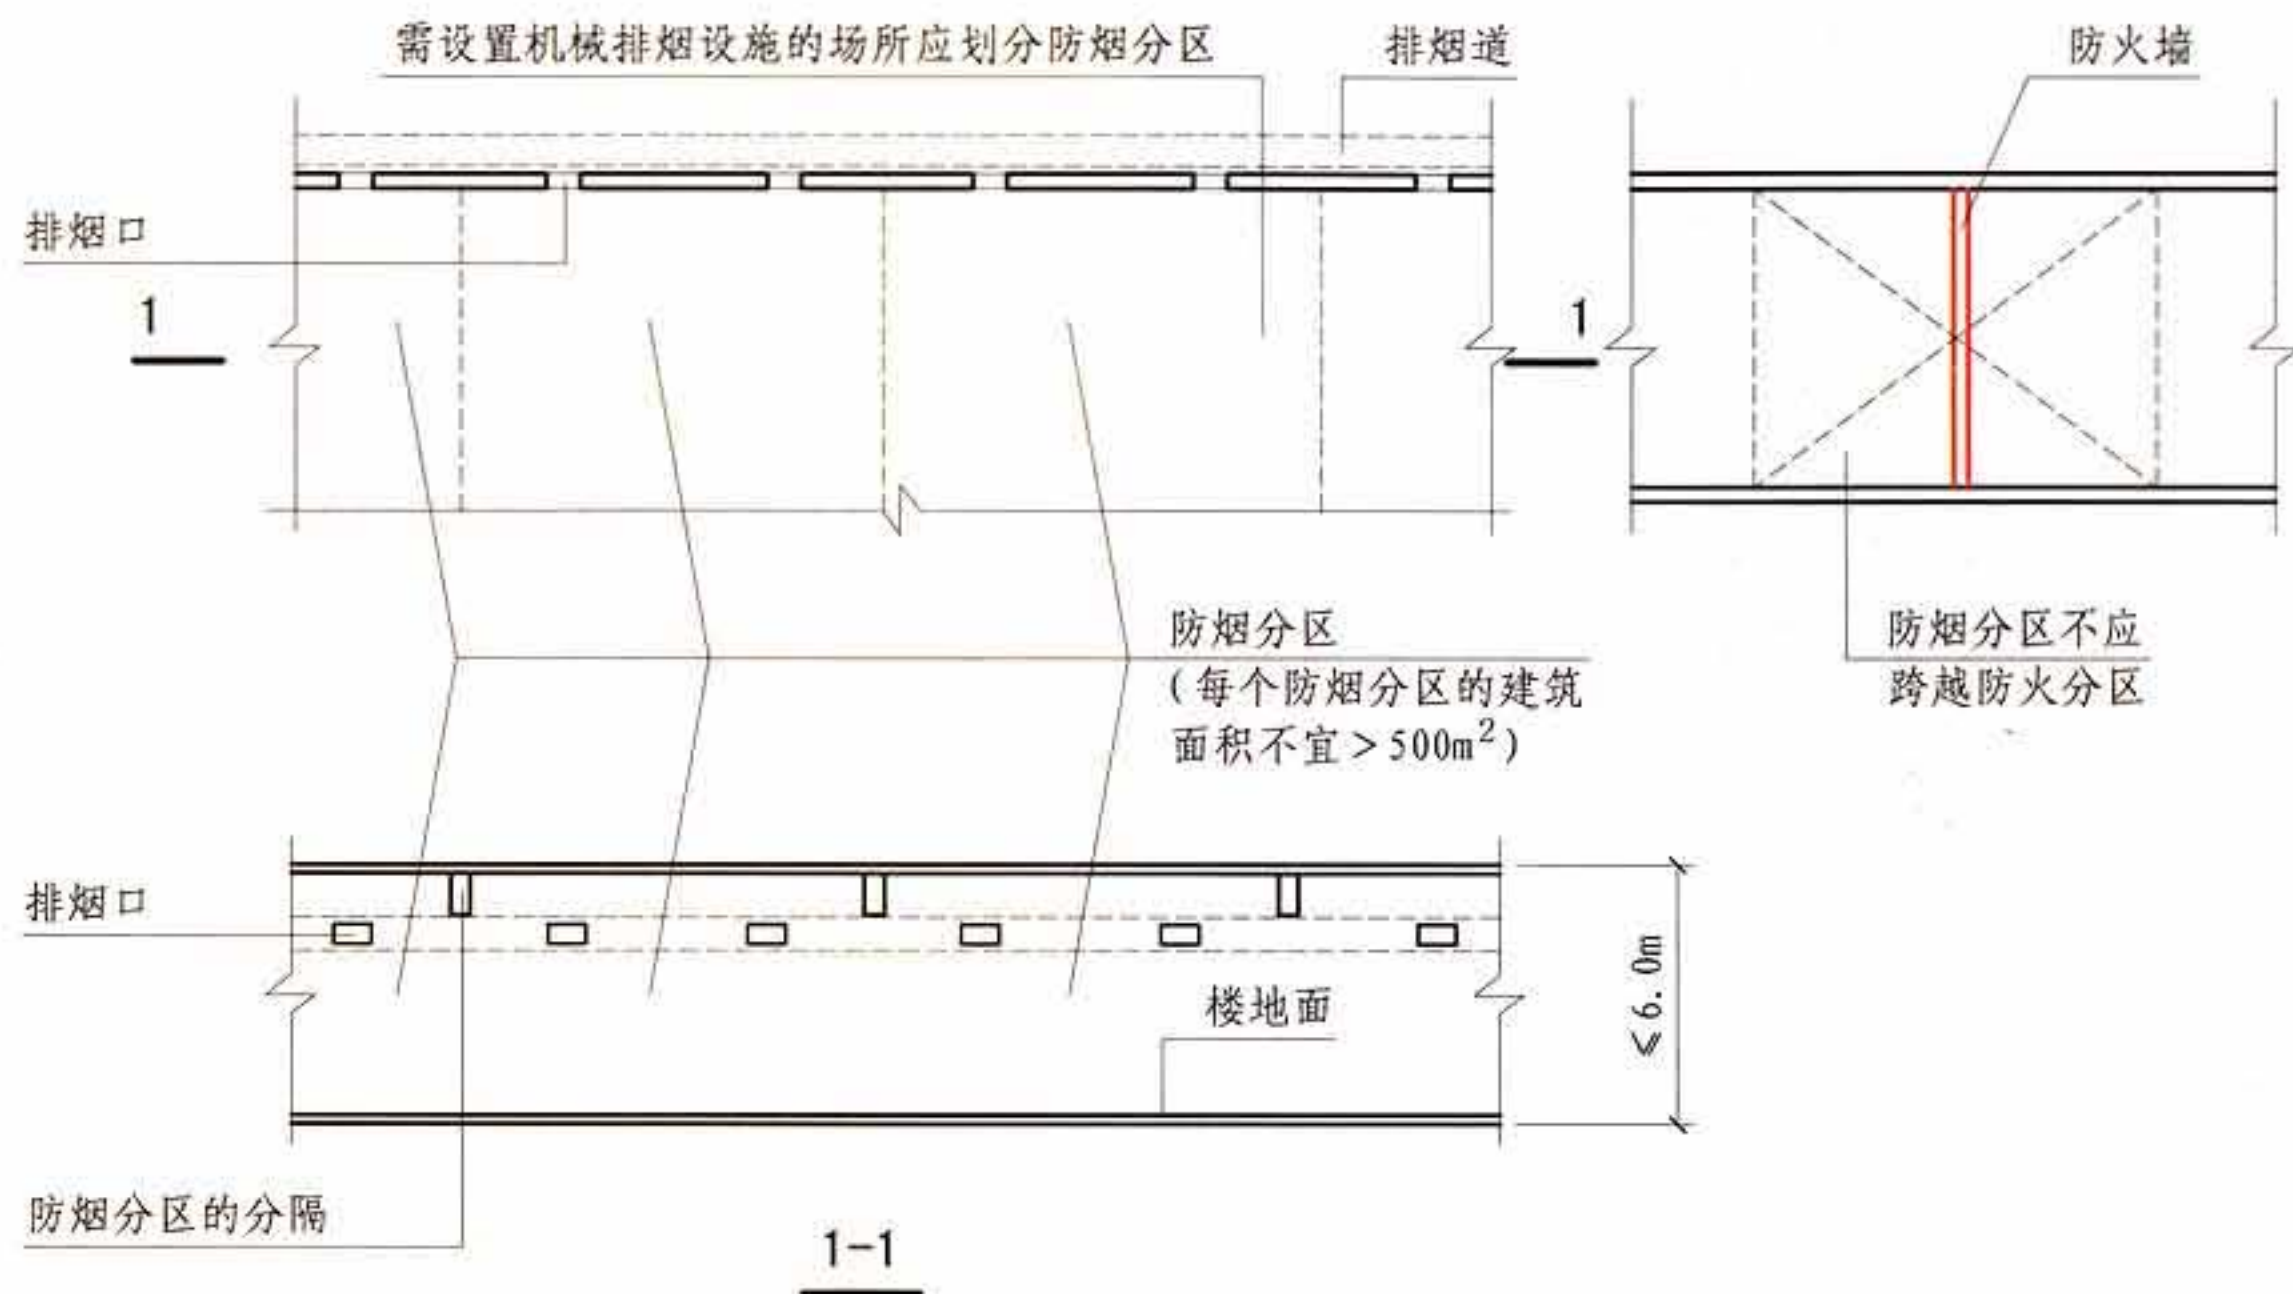 需设置机械排烟设施的场所应划分防烟分区
排烟道
防火墙
排烟口
1
1
防烟分区
(每个防烟分区的建筑
面积不宜>500m²)
防烟分区不应
跨越防火分区
排烟口
楼地面
≤6.0m
防烟分区的分隔
1-1